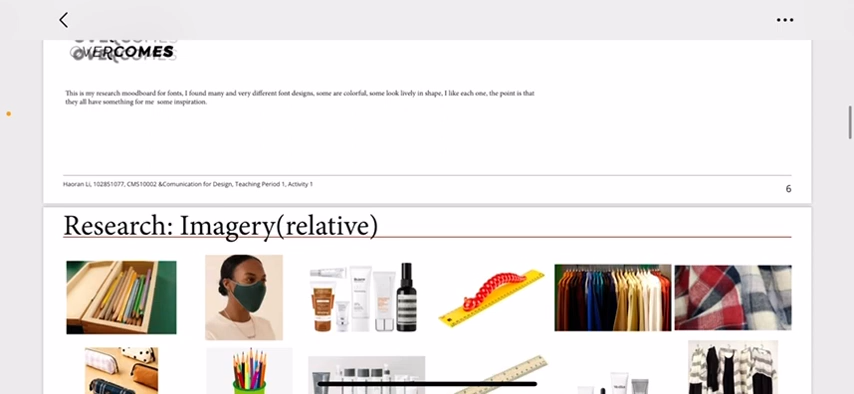 OVERCOMES
OVERCOMES
This is my research moodboard for fonts, I found many and very different font designs, some are colorful, some look lively in shape, I like each one, the point is that
they all have something for me some inspiration.
Haoran Li, 102851077, CMS10002 &Comunication for Design, Teaching Period 1, Activity 1
6
Research: Imagery(relative)